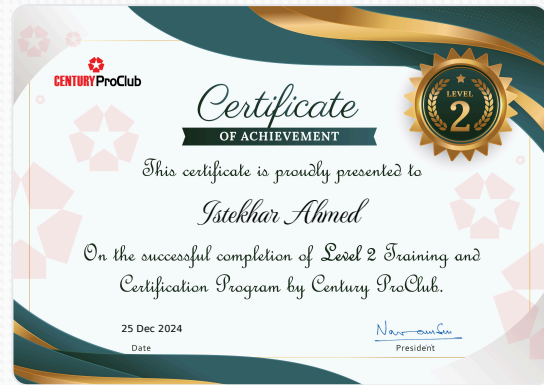 CENTURY ProClub
Certificate
OF ACHIEVEMENT
LEVEL
2
This certificate is proudly presented to
Istekhar Ahmed
On the successful completion of Level 2 Training and
Certification Program by Century ProClub.
25 Dec 2024
Date
President